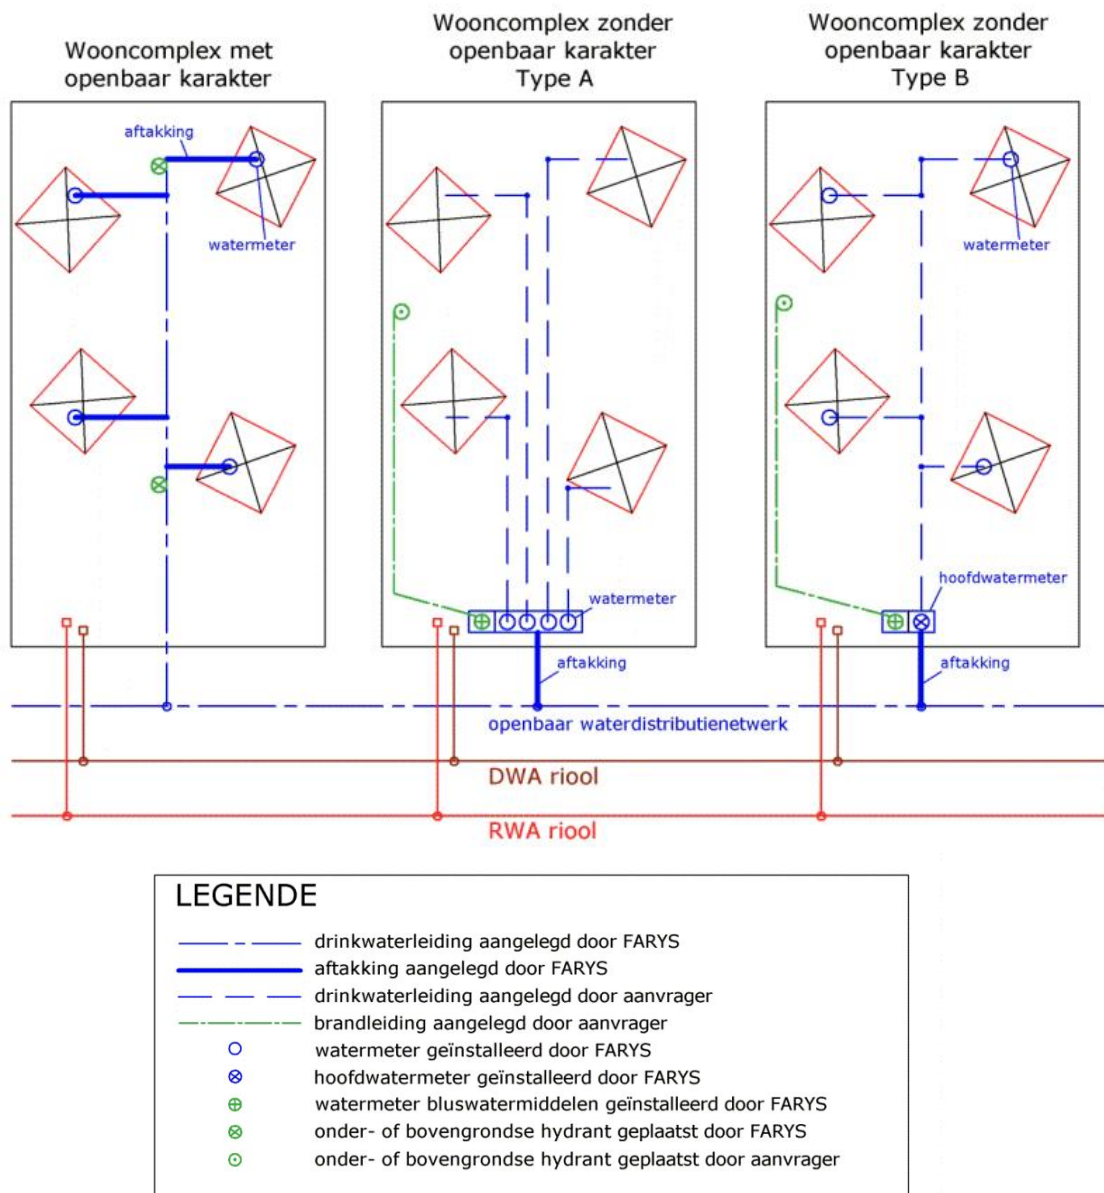 Wooncomplex met
openbaar karakter
Wooncomplex zonder
openbaar karakter
Type A
Wooncomplex zonder
openbaar karakter
Type B
aftakking
watermeter
watermeter
aftakking
watermeter
hoofdwatermeter
aftakking
openbaar waterdistributienetwerk
DWA riool
RWA riool
LEGENDE
drinkwaterleiding aangelegd door FARYS
aftakking aangelegd door FARYS
drinkwaterleiding aangelegd door aanvrager
brandleiding aangelegd door aanvrager
watermeter geïnstalleerd door FARYS
hoofdwatermeter geïnstalleerd door FARYS
watermeter bluswatermiddelen geïnstalleerd door FARYS
onder- of bovengrondse hydrant geplaatst door FARYS
onder- of bovengrondse hydrant geplaatst door aanvrager